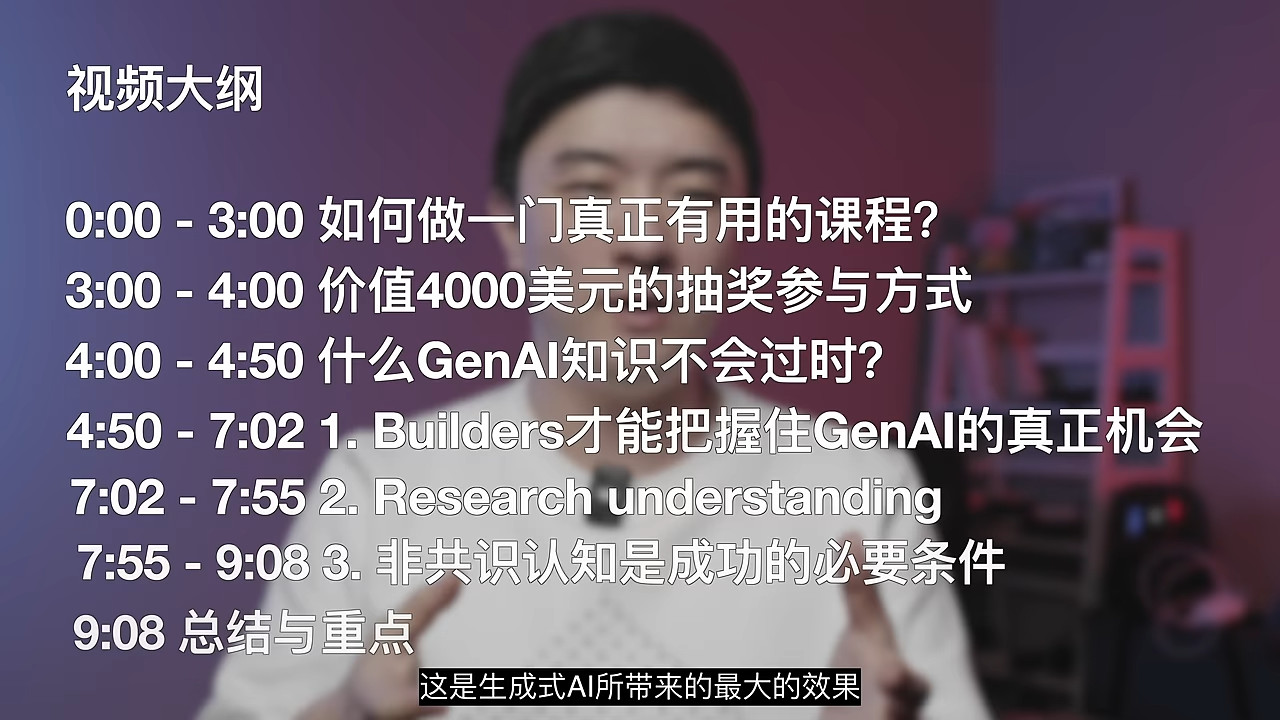 视频大纲
0:00 - 3:00 如何做一门真正有用的课程?
3:00 - 4:00 价值4000美元的抽奖参与方式
4:00 - 4:50 什么GenAI知识不会过时?
4:50 - 7:02 1. Builders才能把握住GenAI的真正机会
7:02 - 7:55 2. Research understanding
7:55 - 9:08 3. 非共识认知是成功的必要条件
9:08 总结与重点
这是生成式AI所带来的最大的效果